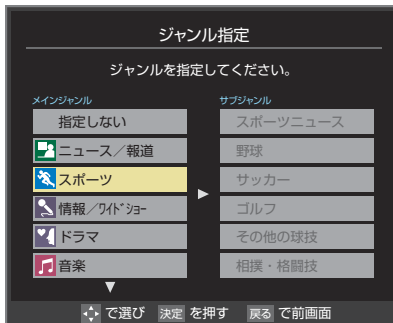 ジャンル指定
ジャンルを指定してください。
メインジャンル
指定しない
ニュース／報道
スポーツ
情報／ワイドショー
ドラマ
音楽
サブジャンル
スポーツニュース
野球
サッカー
ゴルフ
その他の球技
相撲・格闘技
で選び 決定 を押す 戻る で前画面